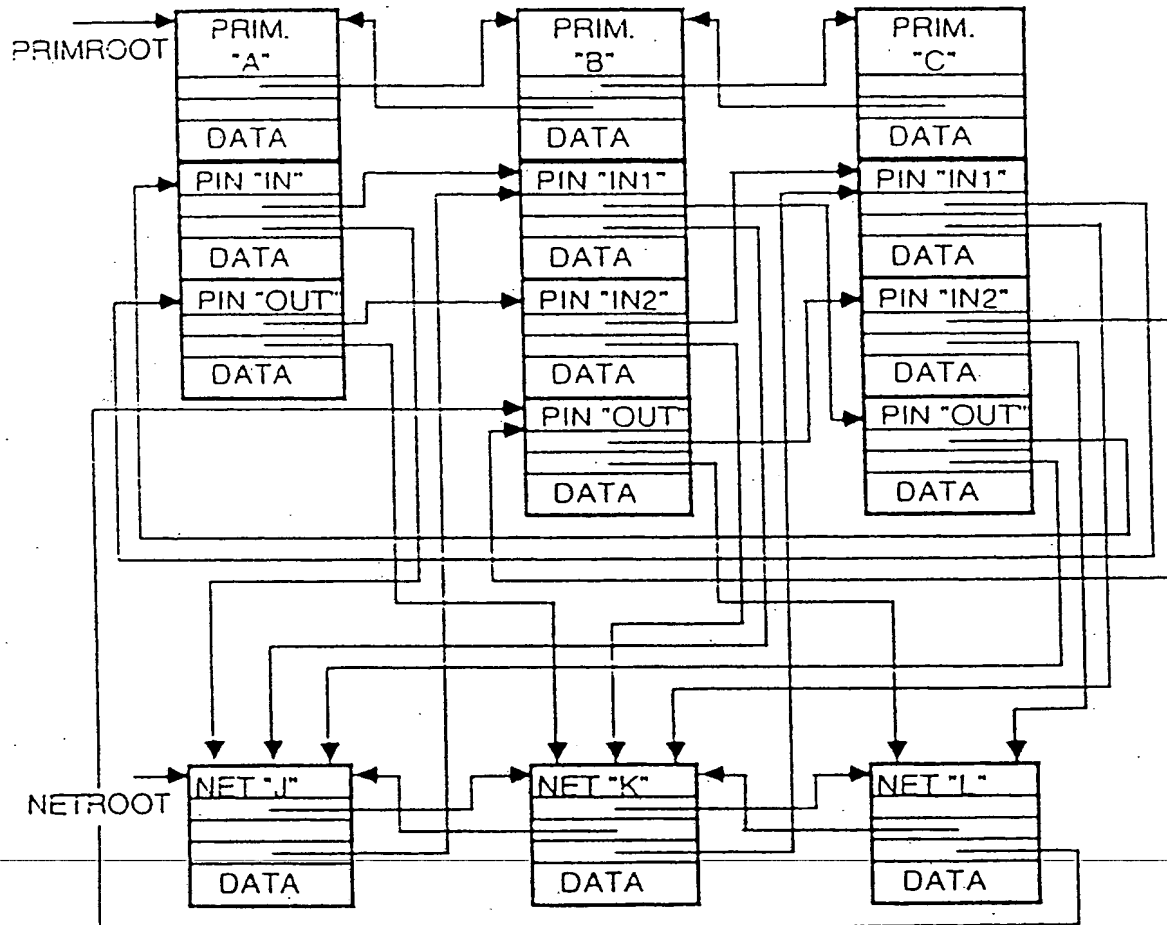 PRIMROOT
PRIM.
"A"
DATA
PIN "IN"
DATA
PIN "OUT"
DATA
PRIM.
"B"
DATA
PIN "IN1"
DATA
PIN "IN2"
DATA
PIN "OUT
DATA
PRIM.
"C"
DATA
PIN "IN1"
DATA
PIN "IN2"
DATA
PIN "OUT"
DATA
NETROOT
NET "J"
DATA
NET "K"
DATA
NET "L"
DATA